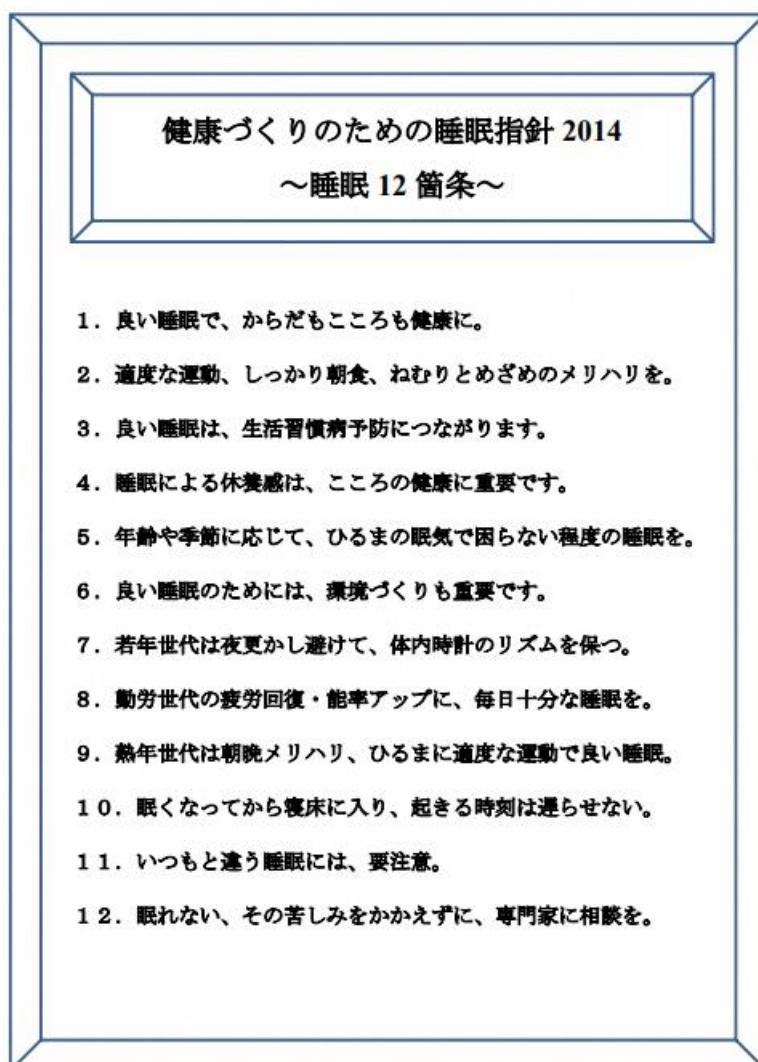 健康づくりのための睡眠指針 2014
～睡眠 12 箇条～
１．良い睡眠で、からだもこころも健康に。
２．適度な運動、しっかり朝食、ねむりとめざめのメリハリを。
３．良い睡眠は、生活習慣病予防につながります。
４．睡眠による休養感は、こころの健康に重要です。
５．年齢や季節に応じて、ひるまの眠気で困らない程度の睡眠を。
６．良い睡眠のためには、環境づくりも重要です。
７．若年世代は夜更かし避けて、体内時計のリズムを保つ。
８．勤労世代の疲労回復・能率アップに、毎日十分な睡眠を。
９．熟年世代は朝晩メリハリ、ひるまに適度な運動で良い睡眠。
１０．眠くなってから寝床に入り、起きる時刻は遅らせない。
１１．いつもと違う睡眠には、要注意。
１２．眠れない、その苦しみをかかえずに、専門家に相談を。